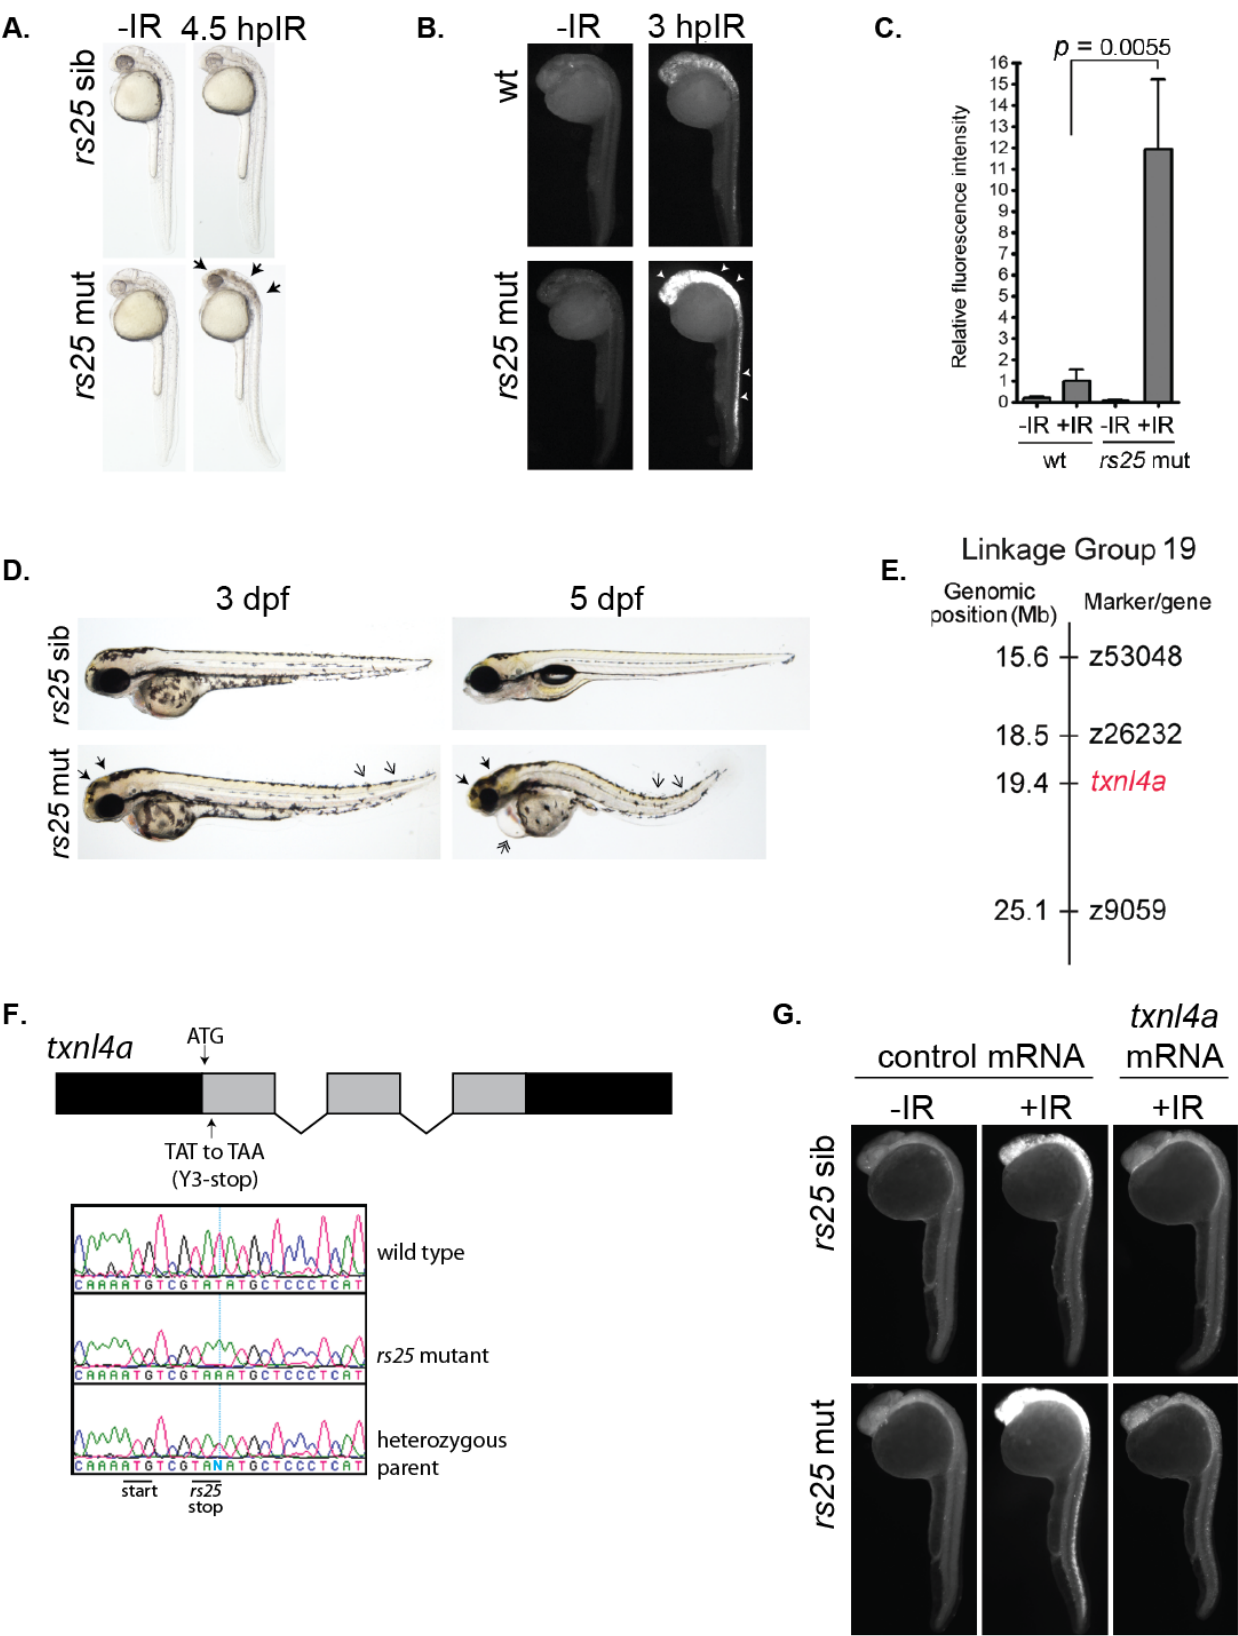 A.
-IR 4.5 hpIR
rs25 sib
rs25 mut
B.
-IR 3 hpIR
wt
rs25 mut
C.
p = 0.0055
Relative fluorescence intensity
16
15
14
13
12
11
10
9
8
7
6
5
4
3
2
1
0
-IR +IR -IR +IR
wt rs25 mut
D.
3 dpf 5 dpf
rs25 sib
rs25 mut
E.
Linkage Group 19
Genomic
position (Mb)
Marker/gene
15.6 z53048
18.5 z26232
19.4 txnl4a
25.1 z9059
F.
txnl4a
ATG
TAT to TAA
(Y3-stop)
wild type
CAAAATGTCGTATATGCTCCCTCAT
rs25 mutant
CAAAATGTCGTAAATGCTCCCTCAT
heterozygous
parent
CAAAATGTCGTANATGCTCCCTCAT
start rs25
stop
G.
txnl4a
control mRNA mRNA
-IR +IR +IR
rs25 sib
rs25 mut